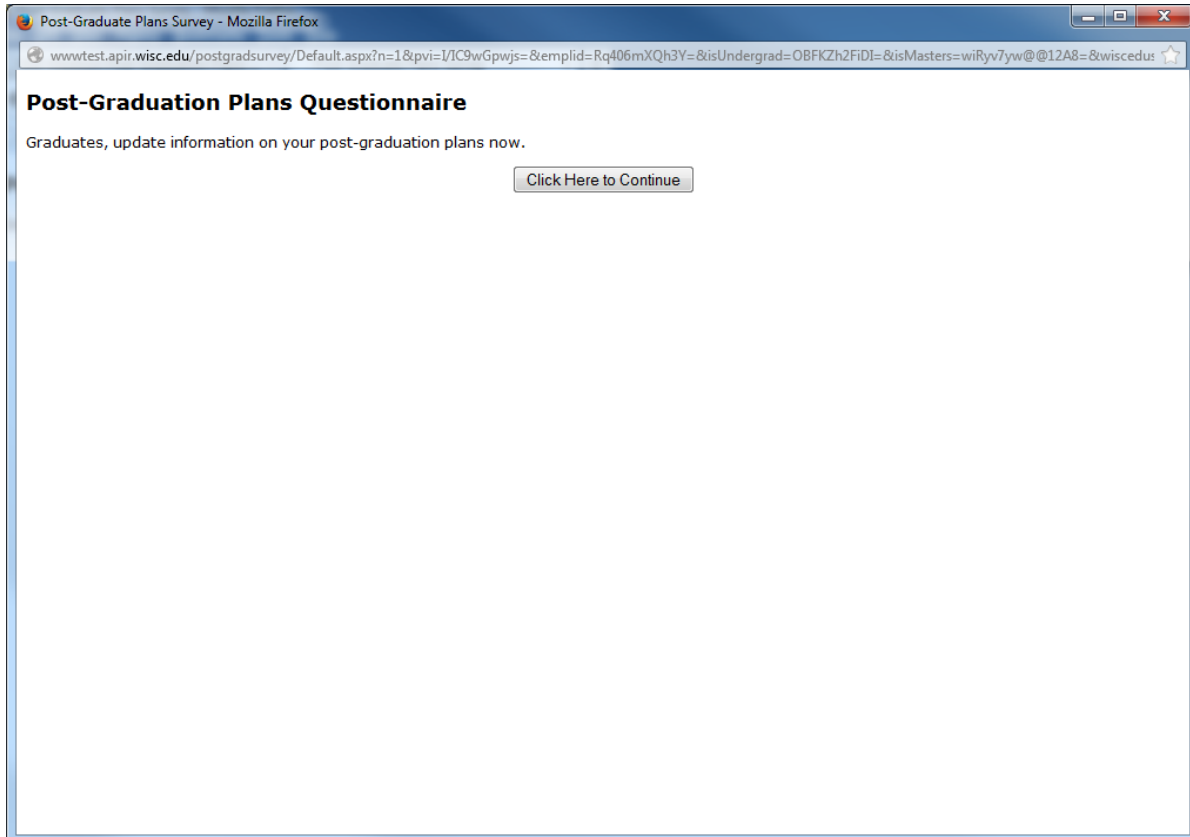 Post-Graduate Plans Survey - Mozilla Firefox
wwwtest.apir.wisc.edu/postgradsurvey/Default.aspx?n=1&pvi=I/IC9wGpwjs=&emplid=Rq406mXQh3Y=&isUndergrad=OBFKZh2FiDI=&isMasters=wiRyv7yw@@12A8=&wiscedus
Post-Graduation Plans Questionnaire
Graduates, update information on your post-graduation plans now.
Click Here to Continue